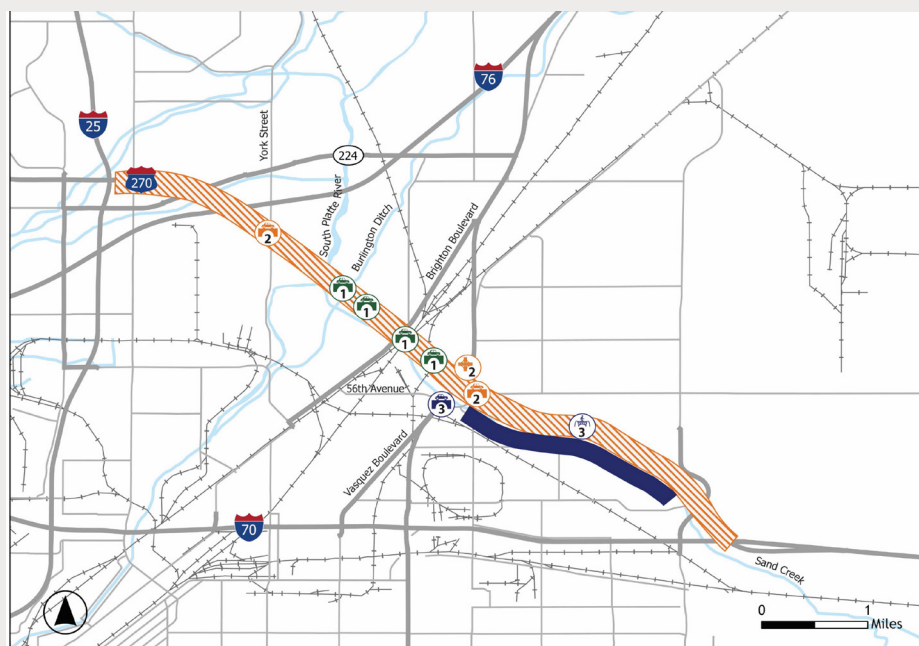 76
25
York Street
224
270
South Platte River
Burlington Ditch
Brighton Boulevard
2
1
1
1
1
2
56th Avenue
2
3
3
Vasquez Boulevard
70
Sand Creek
0 1
Miles